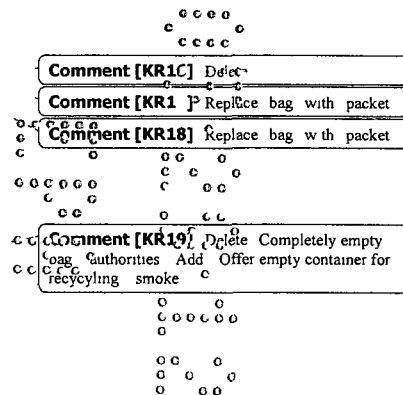 Comment [KR1C] Delete
Comment [KR1 ] Replace bag with packet
Comment [KR18] Replace bag w th packet
Comment [KR19] Delete Completely empty
bag authorities Add Offer empty container for
recycyling smoke